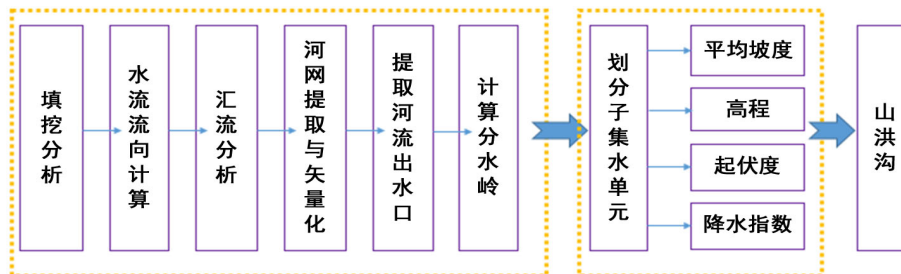 填挖分析
水流流向计算
汇流分析
河网提取与矢量化
提取河流出水口
计算分水岭
划分子集水单元
平均坡度
高程
起伏度
降水指数
山洪沟